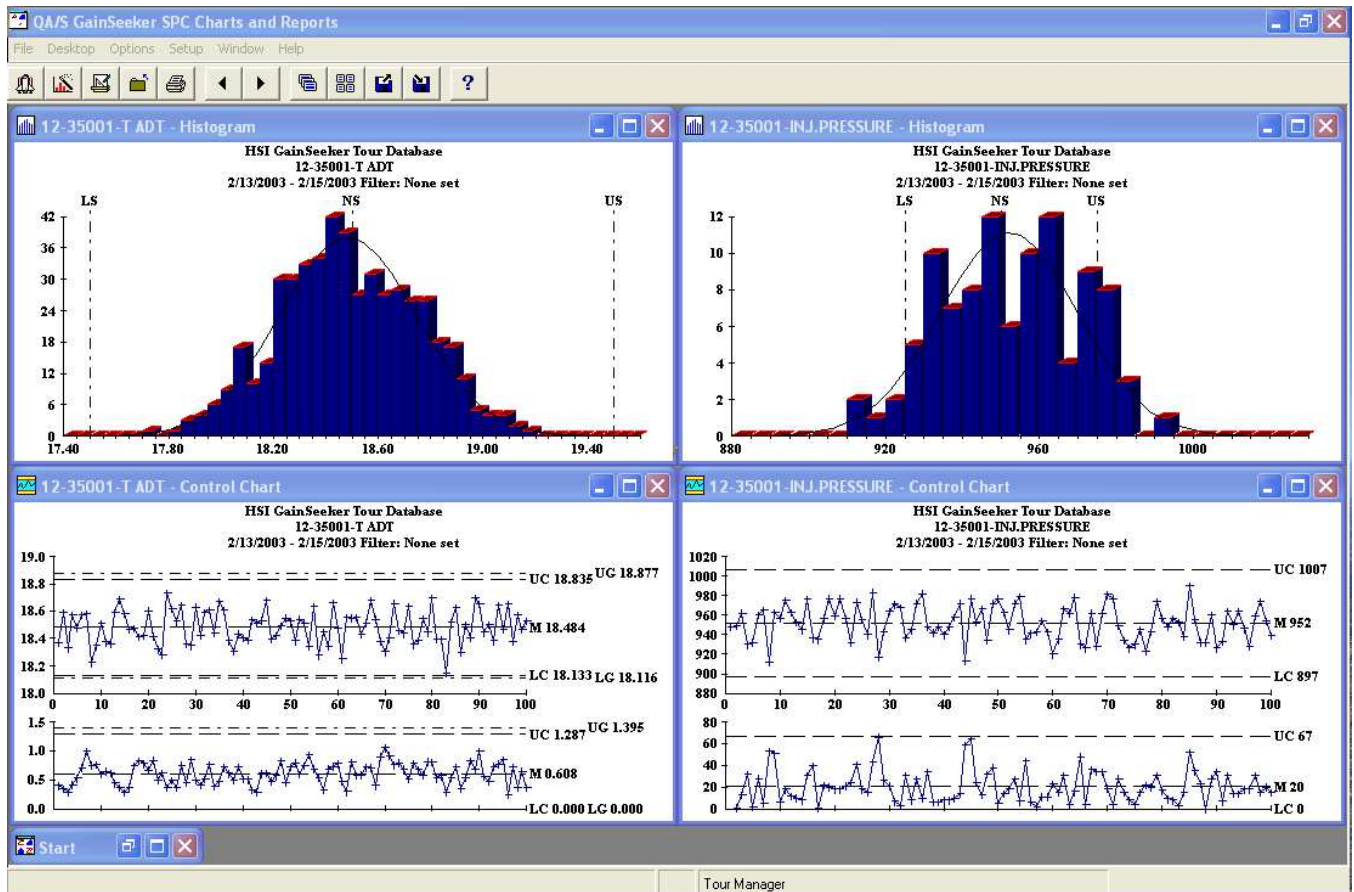 QA/S GainSeeker SPC Charts and Reports
File Desktop Options Setup Window Help
?
12-35001-T ADT - Histogram
HSI GainSeeker Tour Database
12-35001-T ADT
2/13/2003 - 2/15/2003 Filter: None set
LS NS US
42
36
30
24
18
12
6
0
17.40 17.80 18.20 18.60 19.00 19.40
12-35001-INJ.PRESSURE - Histogram
HSI GainSeeker Tour Database
12-35001-INJ.PRESSURE
2/13/2003 - 2/15/2003 Filter: None set
LS NS US
12
10
8
6
4
2
0
880 920 960 1000
12-35001-T ADT - Control Chart
HSI GainSeeker Tour Database
12-35001-T ADT
2/13/2003 - 2/15/2003 Filter: None set
19.0
18.8
18.6
18.4
18.2
18.0
UC 18.835 UG 18.877
M 18.484
LC 18.133 LG 18.116
0 10 20 30 40 50 60 70 80 90 100
1.5
1.0
0.5
0.0
UC 1.287 UG 1.395
M 0.608
LC 0.000 LG 0.000
12-35001-INJ.PRESSURE - Control Chart
HSI GainSeeker Tour Database
12-35001-INJ.PRESSURE
2/13/2003 - 2/15/2003 Filter: None set
1020
1000
980
960
940
920
900
880
UC 1007
M 952
LC 897
0 10 20 30 40 50 60 70 80 90 100
80
60
40
20
0
UC 67
M 20
LC 0
Start
Tour Manager